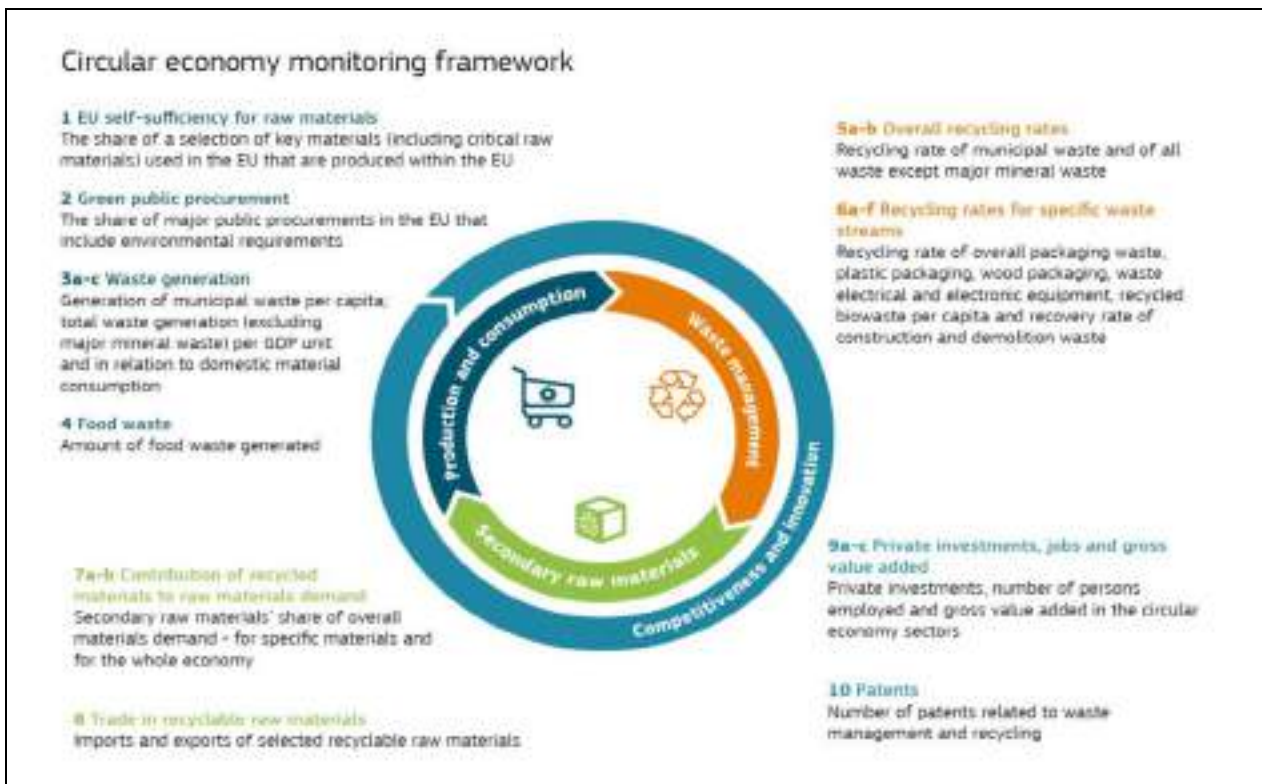 Circular economy monitoring framework
1 EU self-sufficiency for raw materials
The share of a selection of key materials (including critical raw
materials) used in the EU that are produced within the EU
2 Green public procurement
The share of major public procurements in the EU that
include environmental requirements
3a-c Waste generation
Generation of municipal waste per capita;
total waste generation (excluding
major mineral waste) per GDP unit
and in relation to domestic material
consumption
4 Food waste
Amount of food waste generated
5a-b Overall recycling rates
Recycling rate of municipal waste and of all
waste except major mineral waste
6a-f Recycling rates for specific waste
streams
Recycling rate of overall packaging waste,
plastic packaging, wood packaging, waste
electrical and electronic equipment, recycled
biowaste per capita and recovery rate of
construction and demolition waste
Production and consumption
Waste management
Secondary raw materials
Competitiveness and innovation
7a-b Contribution of recycled
materials to raw materials demand
Secondary raw materials' share of overall
materials demand - for specific materials and
for the whole economy
8 Trade in recyclable raw materials
Imports and exports of selected recyclable raw materials
9a-c Private investments, jobs and gross
value added
Private investments, number of persons
employed and gross value added in the circular
economy sectors
10 Patents
Number of patents related to waste
management and recycling